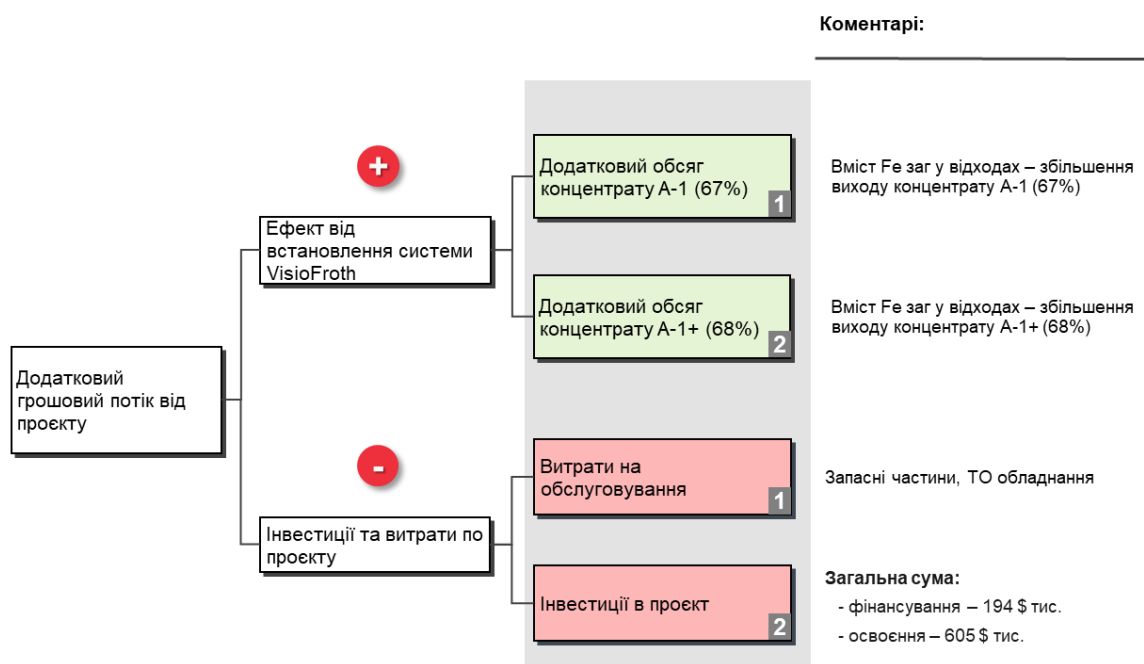 Коментарі:
+
Додатковий обсяг
концентрату А-1 (67%)
1
Вміст Fe заг у відходах – збільшення
виходу концентрату А-1 (67%)
Ефект від
встановлення системи
VisioFroth
Додатковий обсяг
концентрату А-1+ (68%)
2
Вміст Fe заг у відходах – збільшення
виходу концентрату А-1+ (68%)
Додатковий
грошовий потік від
проєкту
-
Витрати на
обслуговування
1
Запасні частини, ТО обладнання
Інвестиції та витрати по
проєкту
Інвестиції в проєкт
2
Загальна сума:
- фінансування – 194 $ тис.
- освоєння – 605 $ тис.